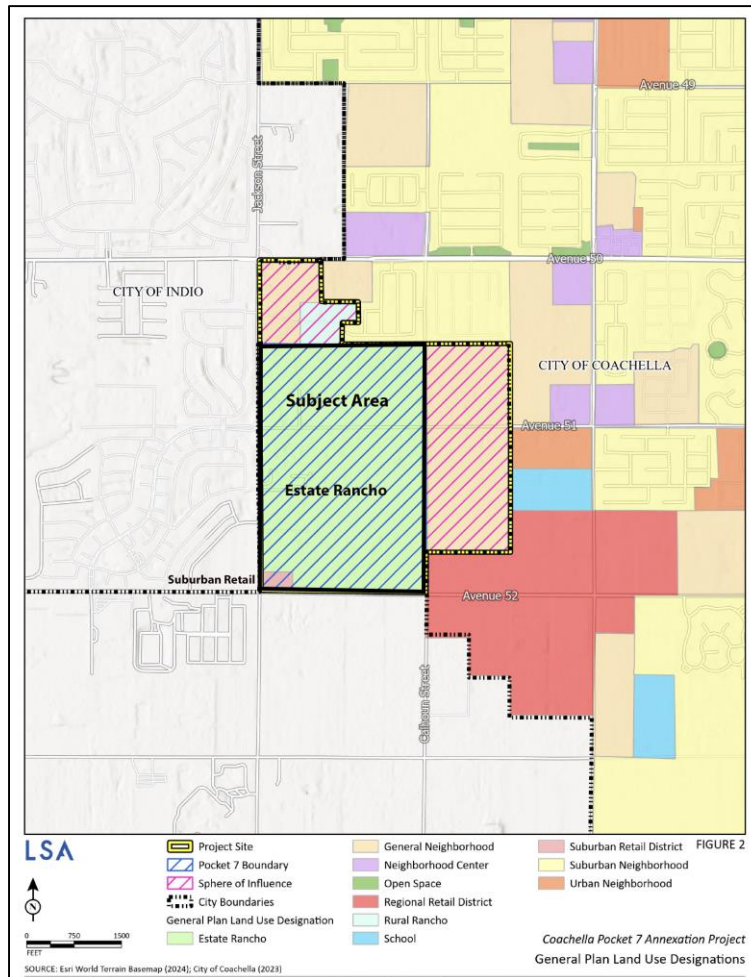 Avenue 49
Jackson Street
Avenue 50
CITY OF INDIO
CITY OF COACHELLA
Subject Area
Avenue 51
Estate Rancho
Suburban Retail
Avenue 52
Calhoun Street
LSA
FIGURE 2
N
0 750 1500
FEET
Project Site
Pocket 7 Boundary
Sphere of Influence
City Boundaries
General Plan Land Use Designation
Estate Rancho
General Neighborhood
Neighborhood Center
Open Space
Regional Retail District
Rural Rancho
School
Suburban Retail District
Suburban Neighborhood
Urban Neighborhood
Coachella Pocket 7 Annexation Project
General Plan Land Use Designations
SOURCE: Esri World Terrain Basemap (2024); City of Coachella (2023)